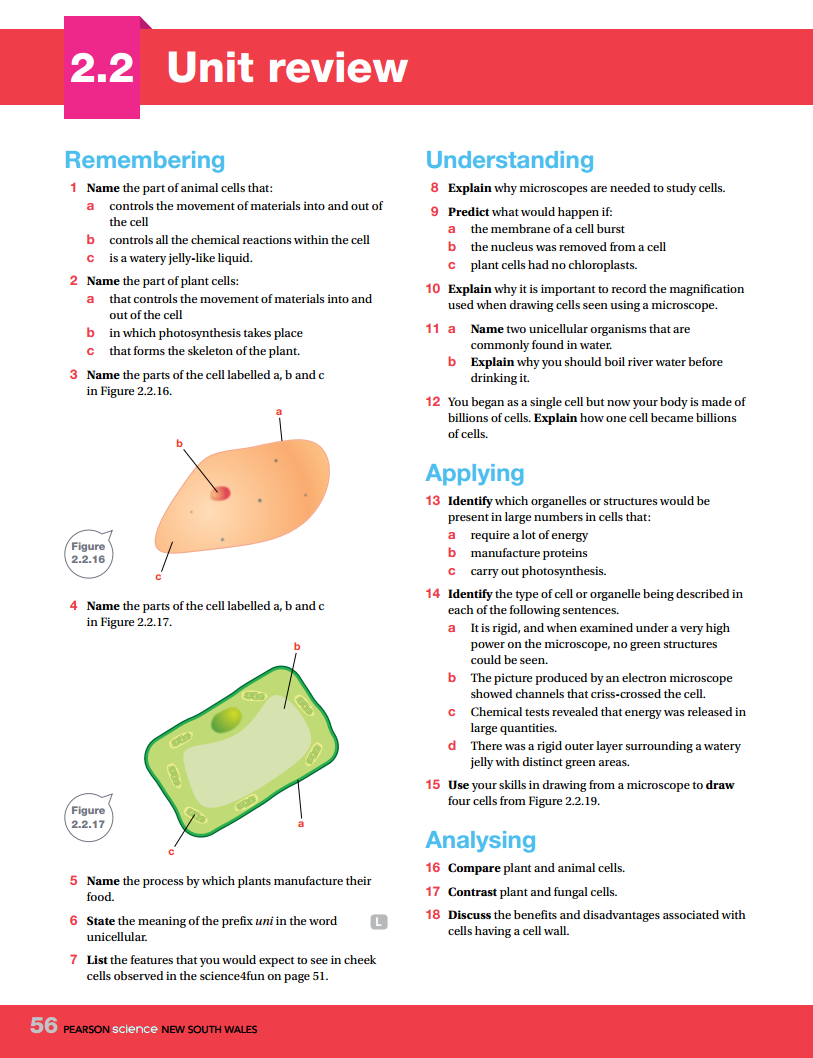 2.2 Unit review
Remembering
1 Name the part of animal cells that:
a controls the movement of materials into and out of
the cell
b controls all the chemical reactions within the cell
c is a watery jelly-like liquid.
2 Name the part of plant cells:
a that controls the movement of materials into and
out of the cell
b in which photosynthesis takes place
c that forms the skeleton of the plant.
3 Name the parts of the cell labelled a, b and c
in Figure 2.2.16.
a
b
Figure
2.2.16
c
4 Name the parts of the cell labelled a, b and c
in Figure 2.2.17.
b
Figure
2.2.17
a
c
5 Name the process by which plants manufacture their
food.
6 State the meaning of the prefix uni in the word
unicellular.
L
7 List the features that you would expect to see in cheek
cells observed in the science4fun on page 51.
Understanding
8 Explain why microscopes are needed to study cells.
9 Predict what would happen if:
a the membrane of a cell burst
b the nucleus was removed from a cell
c plant cells had no chloroplasts.
10 Explain why it is important to record the magnification
used when drawing cells seen using a microscope.
11 a Name two unicellular organisms that are
commonly found in water.
b Explain why you should boil river water before
drinking it.
12 You began as a single cell but now your body is made of
billions of cells. Explain how one cell became billions
of cells.
Applying
13 Identify which organelles or structures would be
present in large numbers in cells that:
a require a lot of energy
b manufacture proteins
c carry out photosynthesis.
14 Identify the type of cell or organelle being described in
each of the following sentences.
a It is rigid, and when examined under a very high
power on the microscope, no green structures
could be seen.
b The picture produced by an electron microscope
showed channels that criss-crossed the cell.
c Chemical tests revealed that energy was released in
large quantities.
d There was a rigid outer layer surrounding a watery
jelly with distinct green areas.
15 Use your skills in drawing from a microscope to draw
four cells from Figure 2.2.19.
Analysing
16 Compare plant and animal cells.
17 Contrast plant and fungal cells.
18 Discuss the benefits and disadvantages associated with
cells having a cell wall.
56 PEARSON science NEW SOUTH WALES